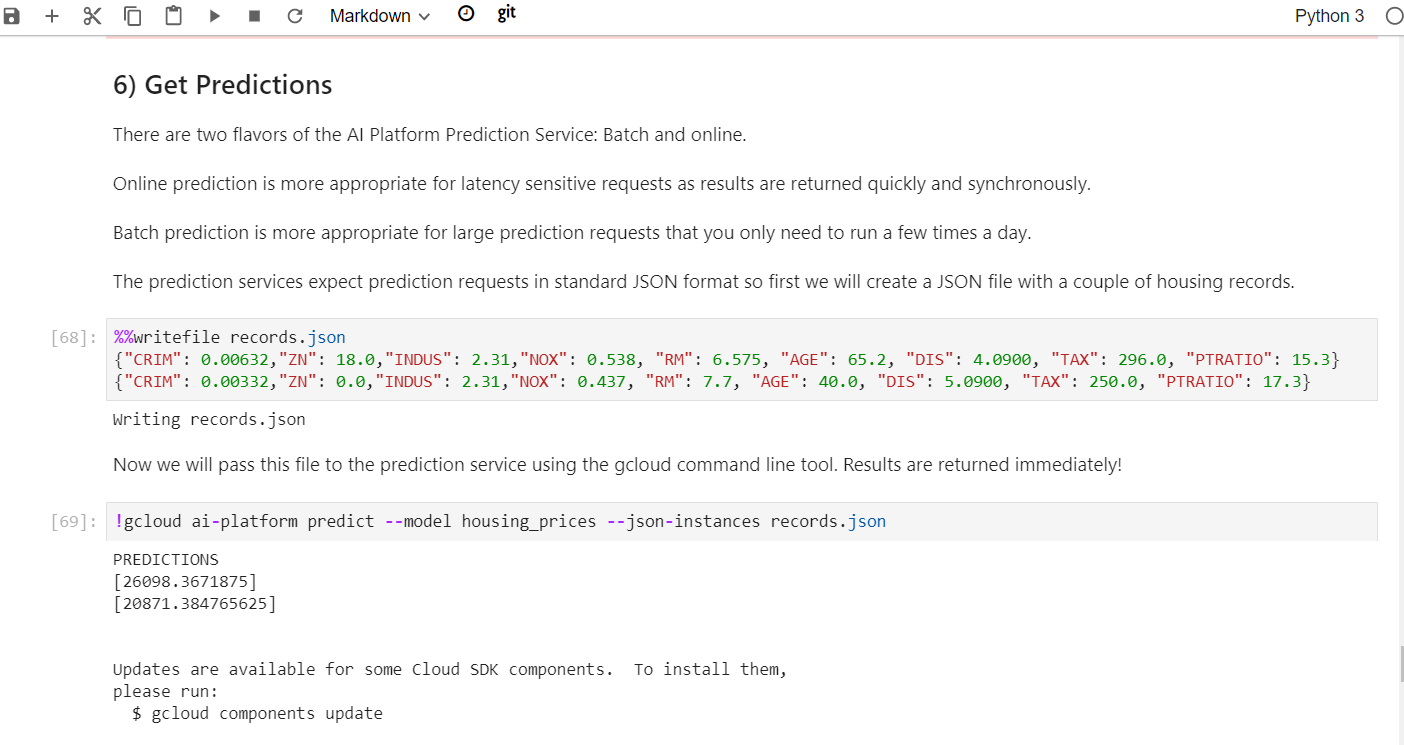 Markdown
git
Python 3
6) Get Predictions
There are two flavors of the AI Platform Prediction Service: Batch and online.
Online prediction is more appropriate for latency sensitive requests as results are returned quickly and synchronously.
Batch prediction is more appropriate for large prediction requests that you only need to run a few times a day.
The prediction services expect prediction requests in standard JSON format so first we will create a JSON file with a couple of housing records.
[68]: %%writefile records.json
{"CRIM": 0.00632,"ZN": 18.0,"INDUS": 2.31,"NOX": 0.538, "RM": 6.575, "AGE": 65.2, "DIS": 4.0900, "TAX": 296.0, "PTRATIO": 15.3}
{"CRIM": 0.00332,"ZN": 0.0,"INDUS": 2.31,"NOX": 0.437, "RM": 7.7, "AGE": 40.0, "DIS": 5.0900, "TAX": 250.0, "PTRATIO": 17.3}
Writing records.json
Now we will pass this file to the prediction service using the gcloud command line tool. Results are returned immediately!
[69]: !gcloud ai-platform predict --model housing_prices --json-instances records.json
PREDICTIONS
[26098.3671875]
[20871.384765625]
Updates are available for some Cloud SDK components.  To install them,
please run:
  $ gcloud components update